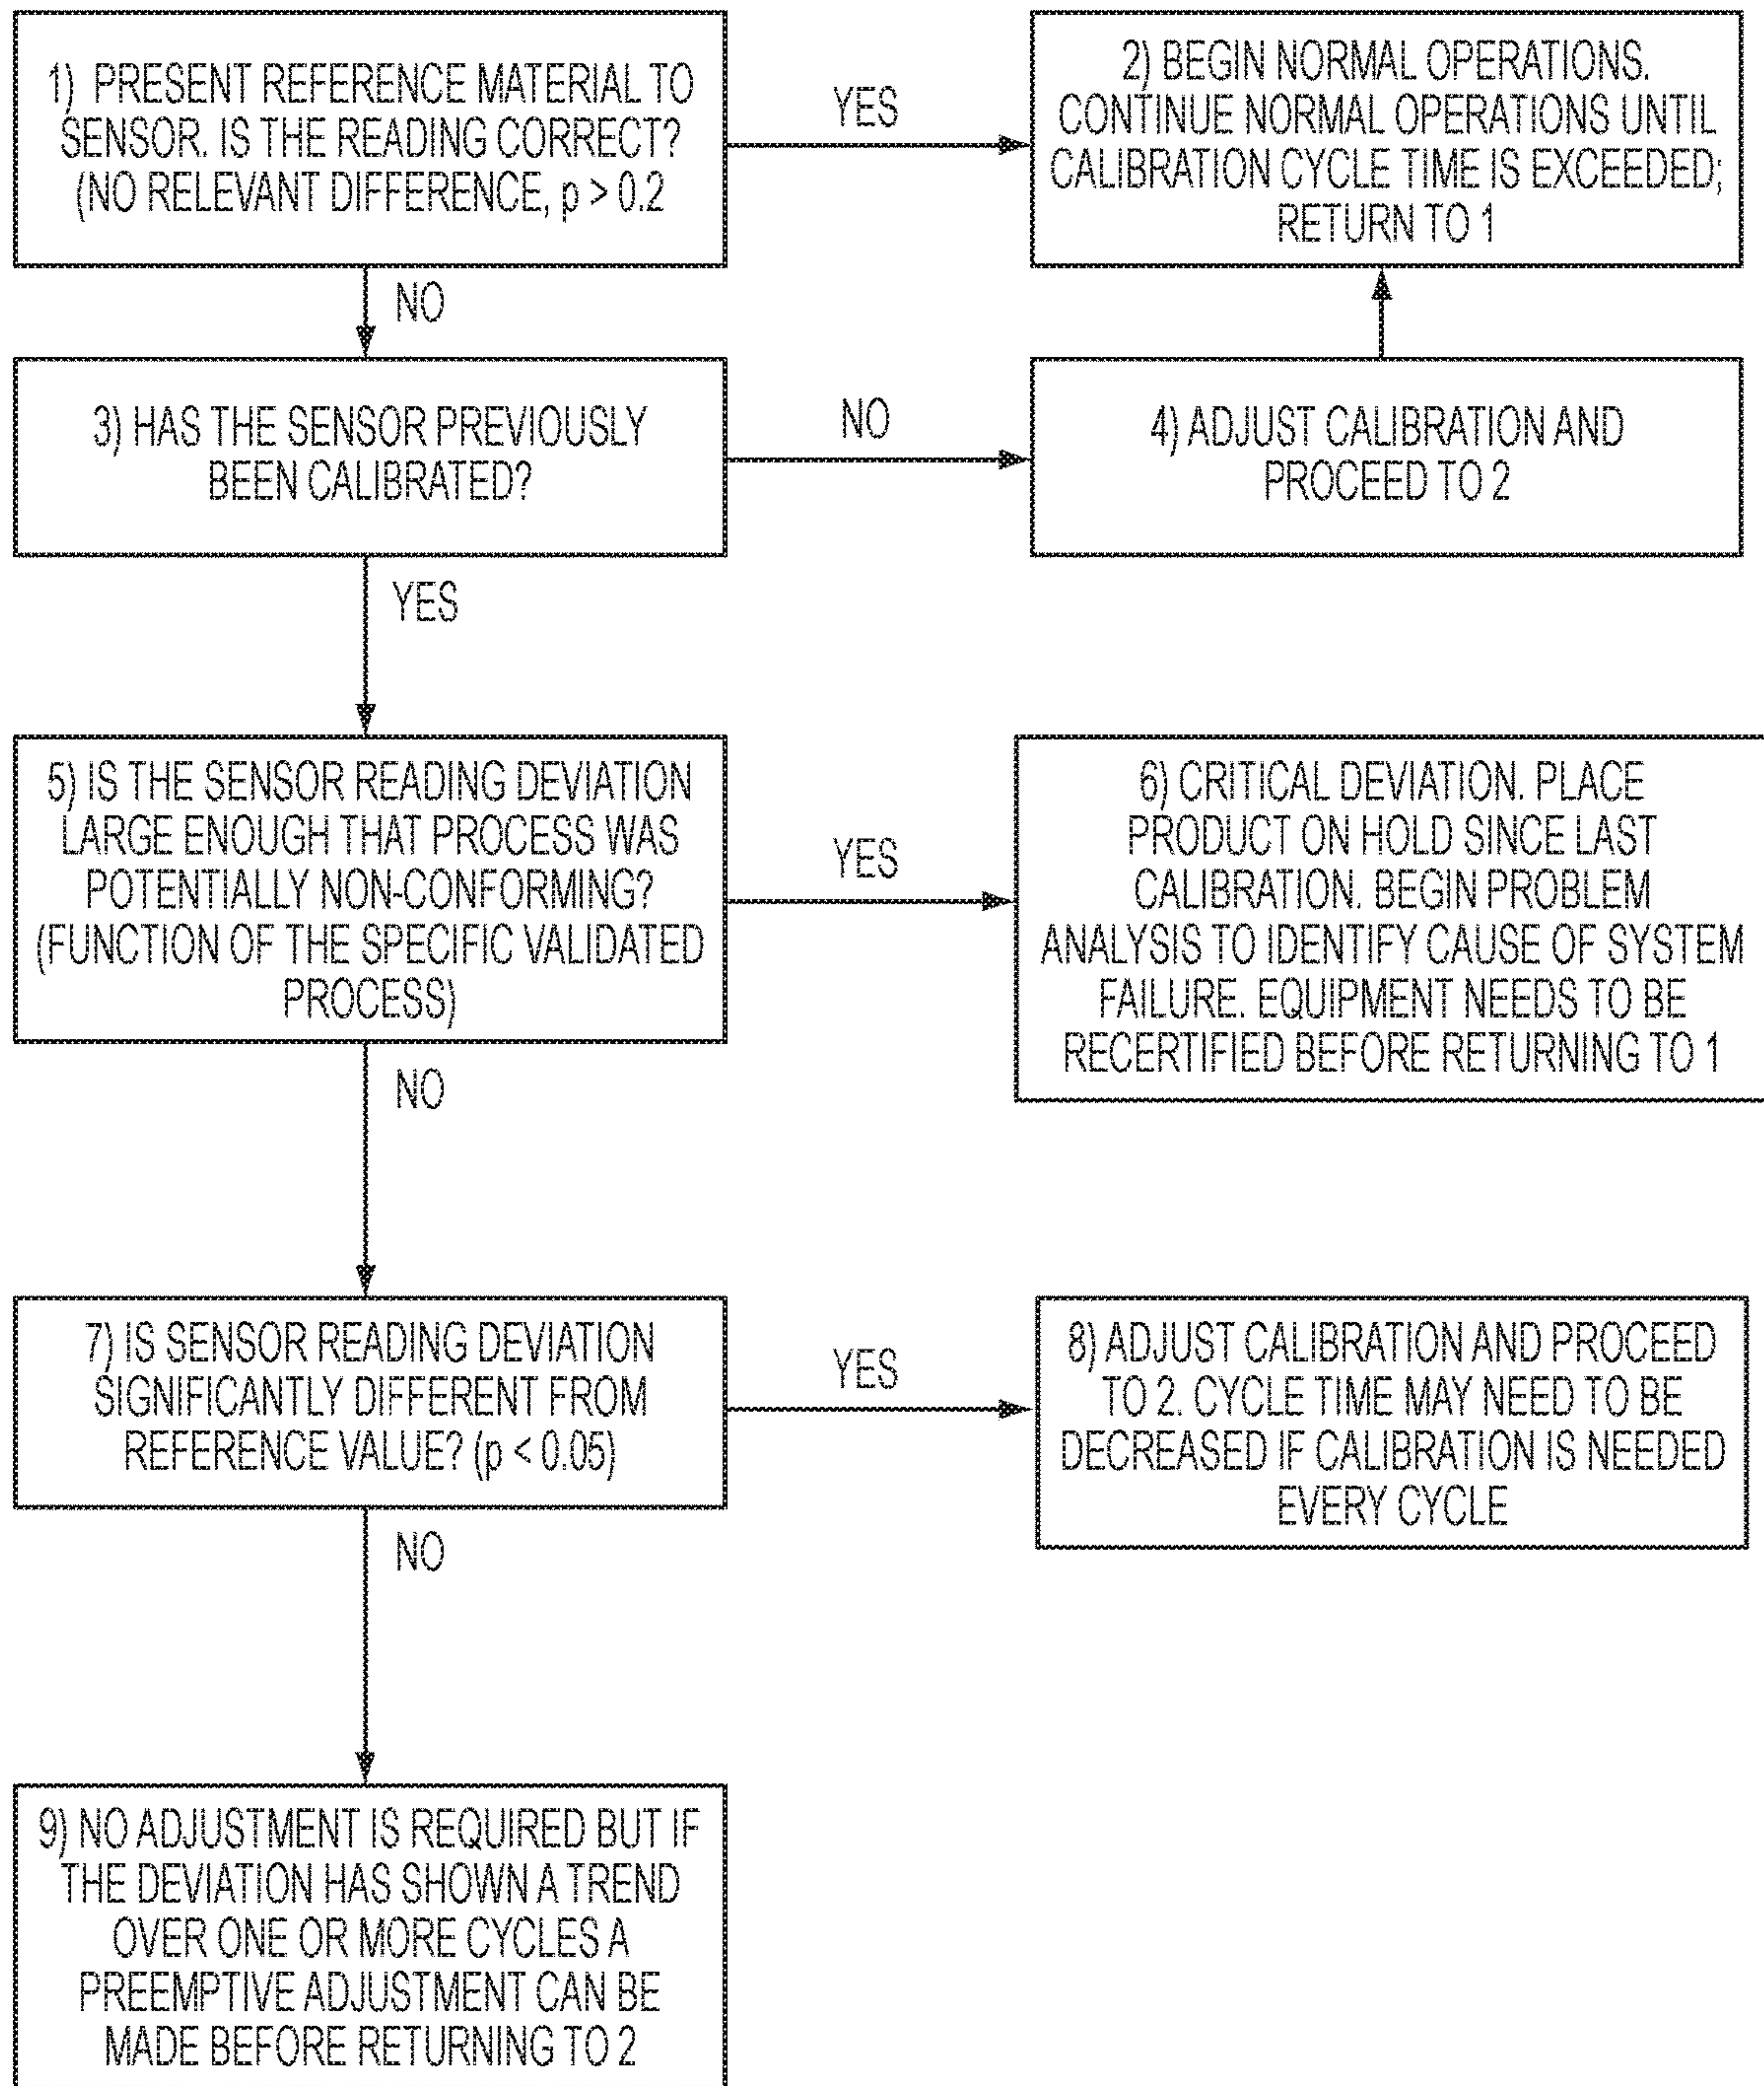 1) PRESENT REFERENCE MATERIAL TO
SENSOR. IS THE READING CORRECT?
(NO RELEVANT DIFFERENCE, p > 0.2
YES
2) BEGIN NORMAL OPERATIONS.
CONTINUE NORMAL OPERATIONS UNTIL
CALIBRATION CYCLE TIME IS EXCEEDED;
RETURN TO 1
NO
3) HAS THE SENSOR PREVIOUSLY
BEEN CALIBRATED?
NO
4) ADJUST CALIBRATION AND
PROCEED TO 2
YES
5) IS THE SENSOR READING DEVIATION
LARGE ENOUGH THAT PROCESS WAS
POTENTIALLY NON-CONFORMING?
(FUNCTION OF THE SPECIFIC VALIDATED
PROCESS)
YES
6) CRITICAL DEVIATION. PLACE
PRODUCT ON HOLD SINCE LAST
CALIBRATION. BEGIN PROBLEM
ANALYSIS TO IDENTIFY CAUSE OF SYSTEM
FAILURE. EQUIPMENT NEEDS TO BE
RECERTIFIED BEFORE RETURNING TO 1
NO
7) IS SENSOR READING DEVIATION
SIGNIFICANTLY DIFFERENT FROM
REFERENCE VALUE? (p < 0.05)
YES
8) ADJUST CALIBRATION AND PROCEED
TO 2. CYCLE TIME MAY NEED TO BE
DECREASED IF CALIBRATION IS NEEDED
EVERY CYCLE
NO
9) NO ADJUSTMENT IS REQUIRED BUT IF
THE DEVIATION HAS SHOWN A TREND
OVER ONE OR MORE CYCLES A
PREEMPTIVE ADJUSTMENT CAN BE
MADE BEFORE RETURNING TO 2